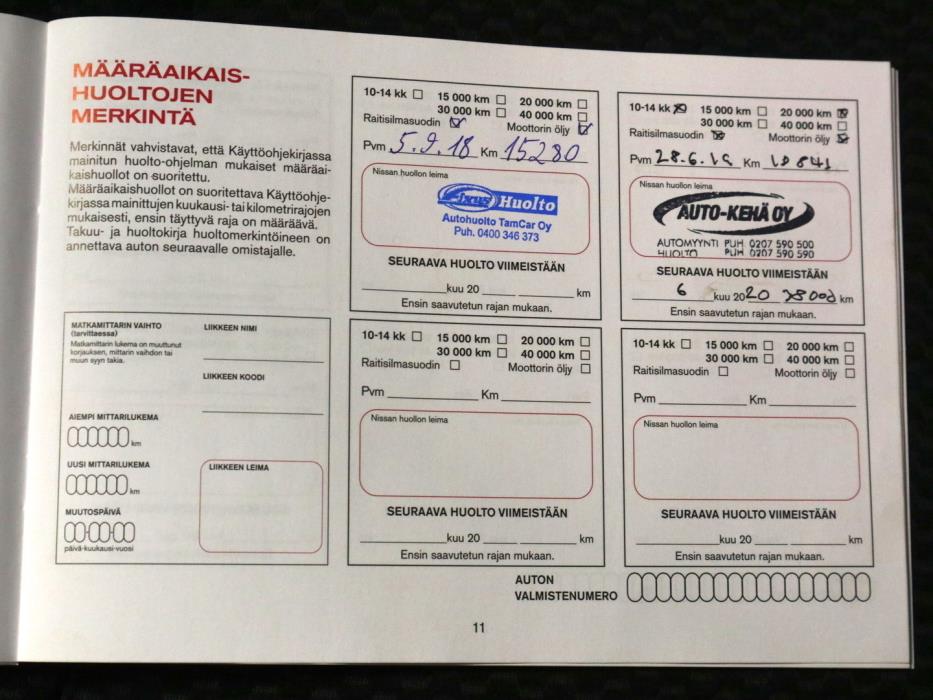 MÄÄRÄAIKAIS-
HUOLTOJEN
MERKINTÄ
Merkinnät vahvistavat, että Käyttöohjekirjassa
mainitun huolto-ohjelman mukaiset määräai-
kaishuollot on suoritettu.
Määräaikaishuollot on suoritettava Käyttöohje-
kirjassa mainittujen kuukausi- tai kilometrirajojen
mukaisesti, ensin täyttyvä raja on määräävä.
Takuu- ja huoltokirja huoltomerkintöineen on
annettava auton seuraavalle omistajalle.
10-14 kk 15 000 km 20 000 km
30 000 km 40 000 km
Raitisilmasuodin Moottorin öljy
Pvm 5.9.18 Km 15280
Nissan huollon leima
Fixus Huolto
Autohuolto TamCar Oy
Puh. 0400 346 373
SEURAAVA HUOLTO VIIMEISTÄÄN
kuu 20 km
Ensin saavutetun rajan mukaan.
10-14 kk 15 000 km 20 000 km
30 000 km 40 000 km
Raitisilmasuodin Moottorin öljy
Pvm 28.6.19 Km
Nissan huollon leima
AUTO-KEHÄ OY
AUTOMYYNTI PUH 0207 590 500
HUOLTO PUH 0207 590 590
SEURAAVA HUOLTO VIIMEISTÄÄN
6 kuu 2020 38000 km
Ensin saavutetun rajan mukaan.
MATKAMITTARIN VAIHTO
(tarvittaessa)
Matkamittarin lukema on muuttunut
korjauksen, mittarin vaihdon tai
muun syyn takia.
LIIKKEEN NIMI
LIIKKEEN KOODI
AIEMPI MITTARILUKEMA
km
UUSI MITTARILUKEMA
km
MUUTOSPÄIVÄ
päivä-kuukausi-vuosi
LIIKKEEN LEIMA
10-14 kk 15 000 km 20 000 km
30 000 km 40 000 km
Raitisilmasuodin Moottorin öljy
Pvm Km
Nissan huollon leima
SEURAAVA HUOLTO VIIMEISTÄÄN
kuu 20 km
Ensin saavutetun rajan mukaan.
10-14 kk 15 000 km 20 000 km
30 000 km 40 000 km
Raitisilmasuodin Moottorin öljy
Pvm Km
Nissan huollon leima
SEURAAVA HUOLTO VIIMEISTÄÄN
kuu 20 km
Ensin saavutetun rajan mukaan.
AUTON
VALMISTENUMERO
11